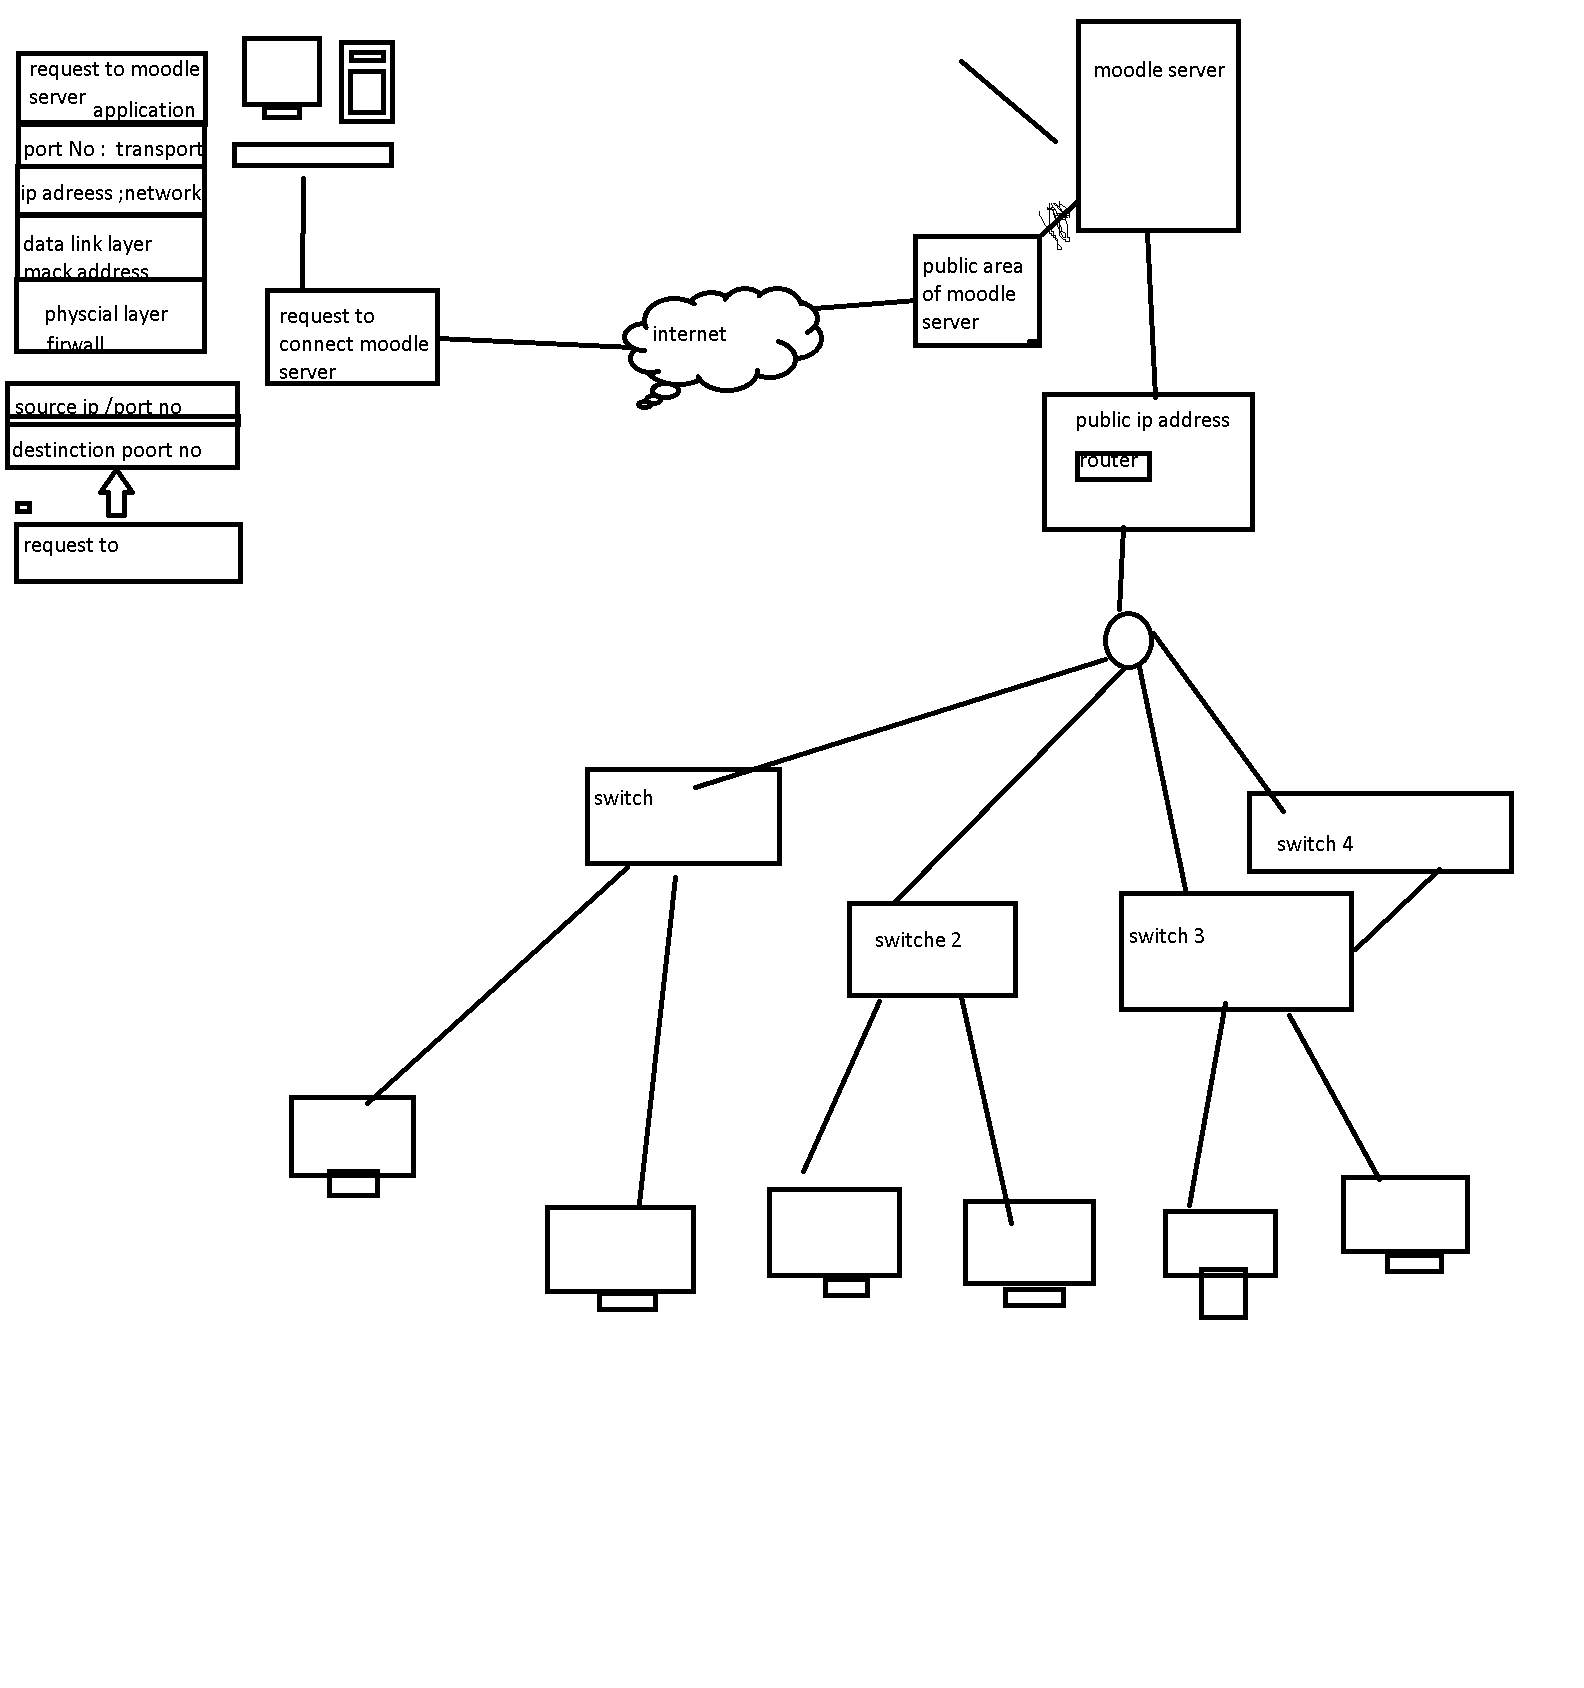 request to moodle
server
application
port No : transport
ip adreess ;network
data link layer
mack address
physcial layer
firwall
source ip /port no
destinction poort no
request to
request to
connect moodle
server
internet
public area
of moodle
server
moodle server
public ip address
router
switch
switche 2
switch 3
switch 4